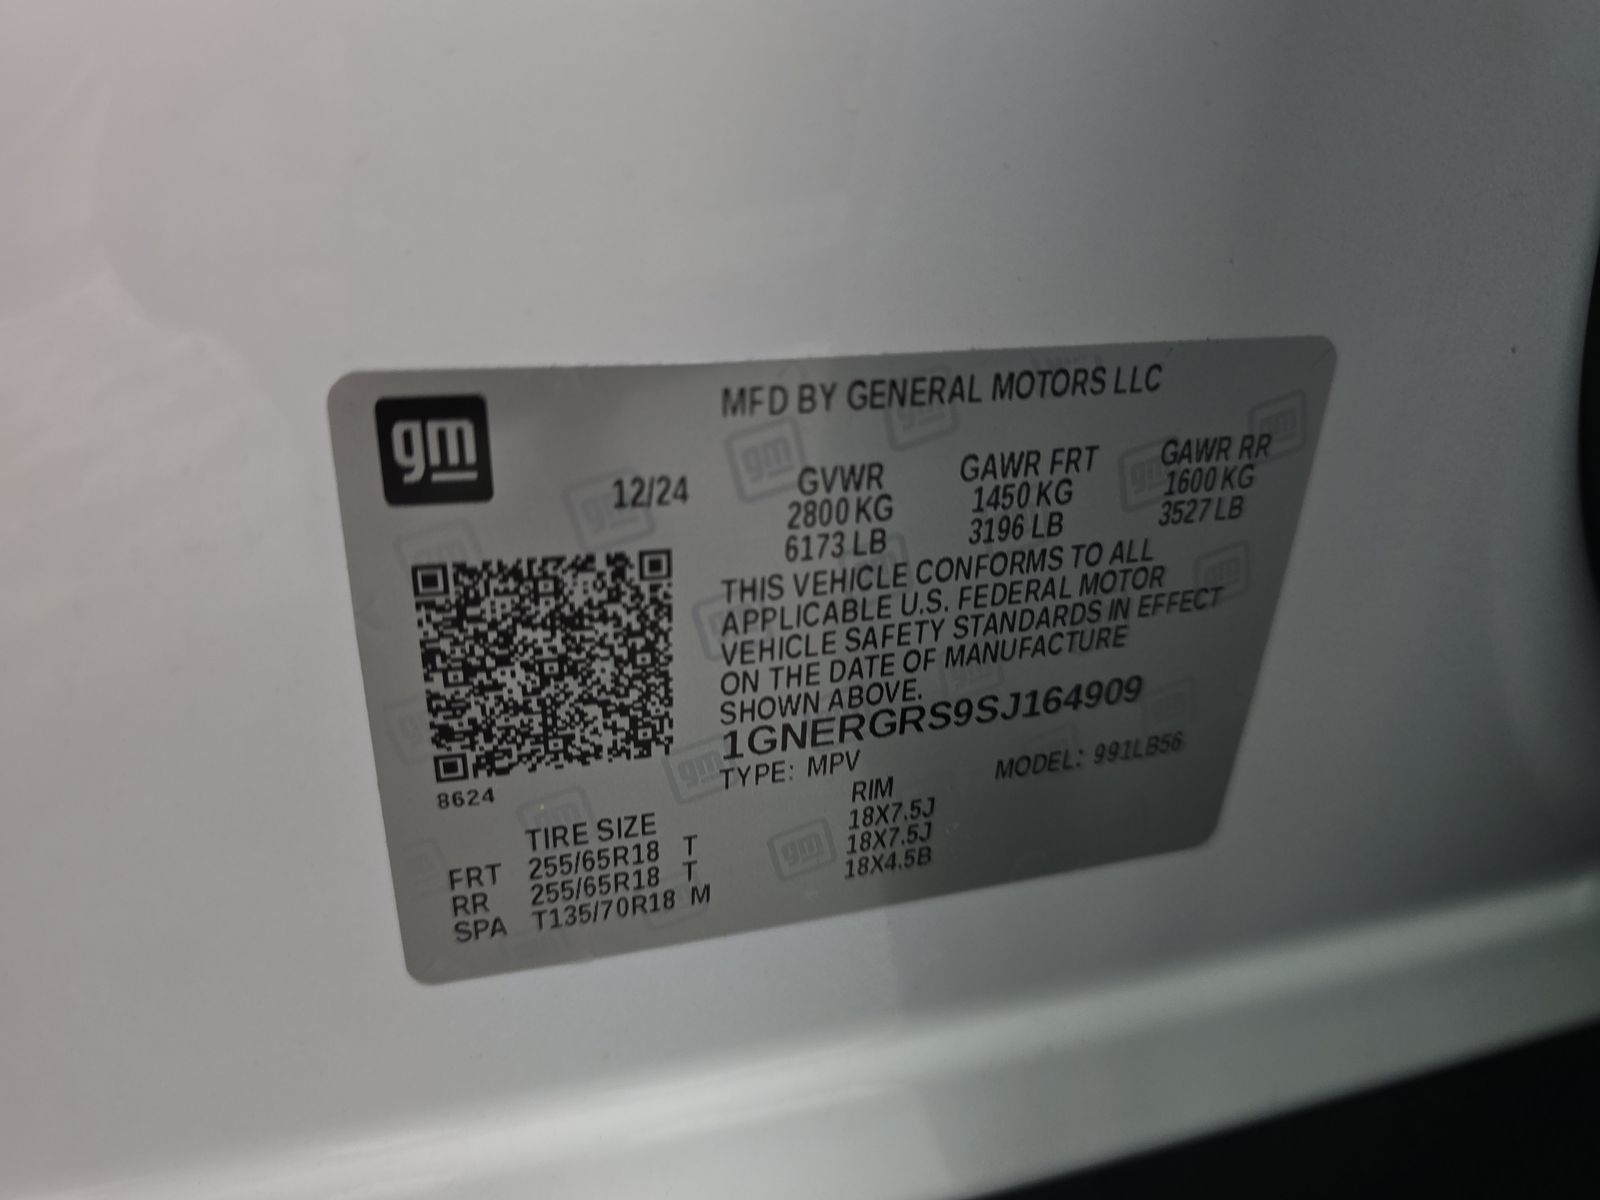 gm
MFD BY GENERAL MOTORS LLC
12/24
GVWR
2800 KG
6173 LB
GAWR FRT
1450 KG
3196 LB
GAWR RR
1600 KG
3527 LB
THIS VEHICLE CONFORMS TO ALL
APPLICABLE U.S. FEDERAL MOTOR
VEHICLE SAFETY STANDARDS IN EFFECT
ON THE DATE OF MANUFACTURE
SHOWN ABOVE.
1GNERGRS9SJ164909
TYPE: MPV MODEL: 991LB56
8624
TIRE SIZE RIM
FRT 255/65R18 T 18X7.5J
RR 255/65R18 T 18X7.5J
SPA T135/70R18 M 18X4.5B